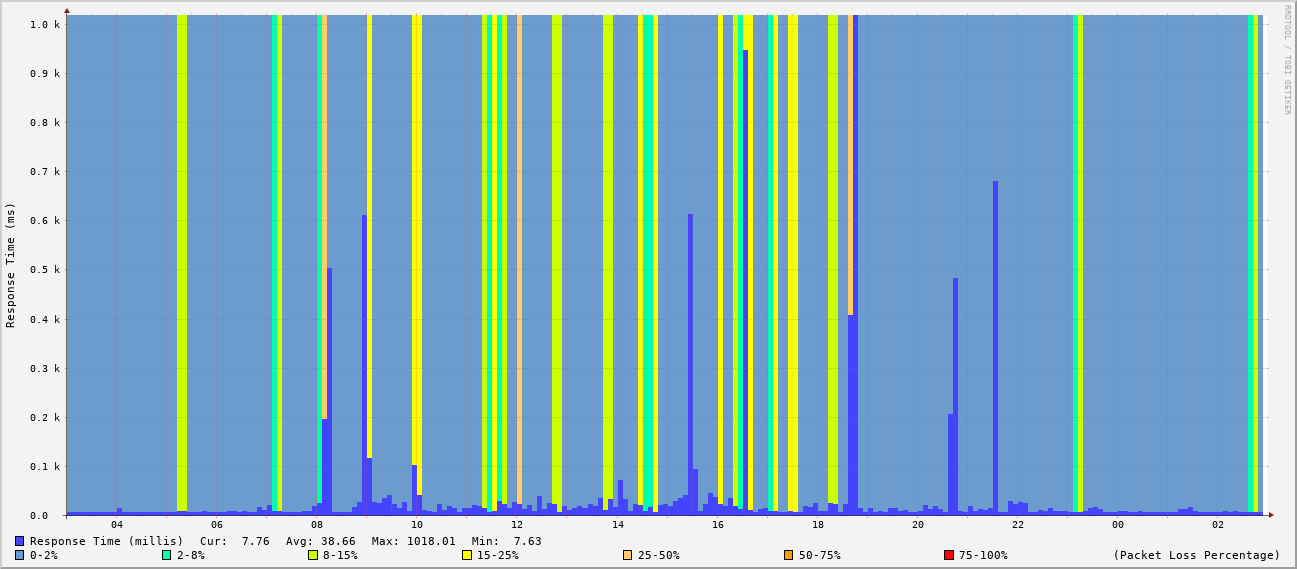 RRDTOOL / TOBI OETIKER
Response Time (ms)
1.0 k
0.9 k
0.8 k
0.7 k
0.6 k
0.5 k
0.4 k
0.3 k
0.2 k
0.1 k
0.0
04 06 08 10 12 14 16 18 20 22 00 02
Response Time (millis) Cur: 7.76 Avg: 38.66 Max: 1018.01 Min: 7.63
0-2% 2-8% 8-15% 15-25% 25-50% 50-75% 75-100% (Packet Loss Percentage)